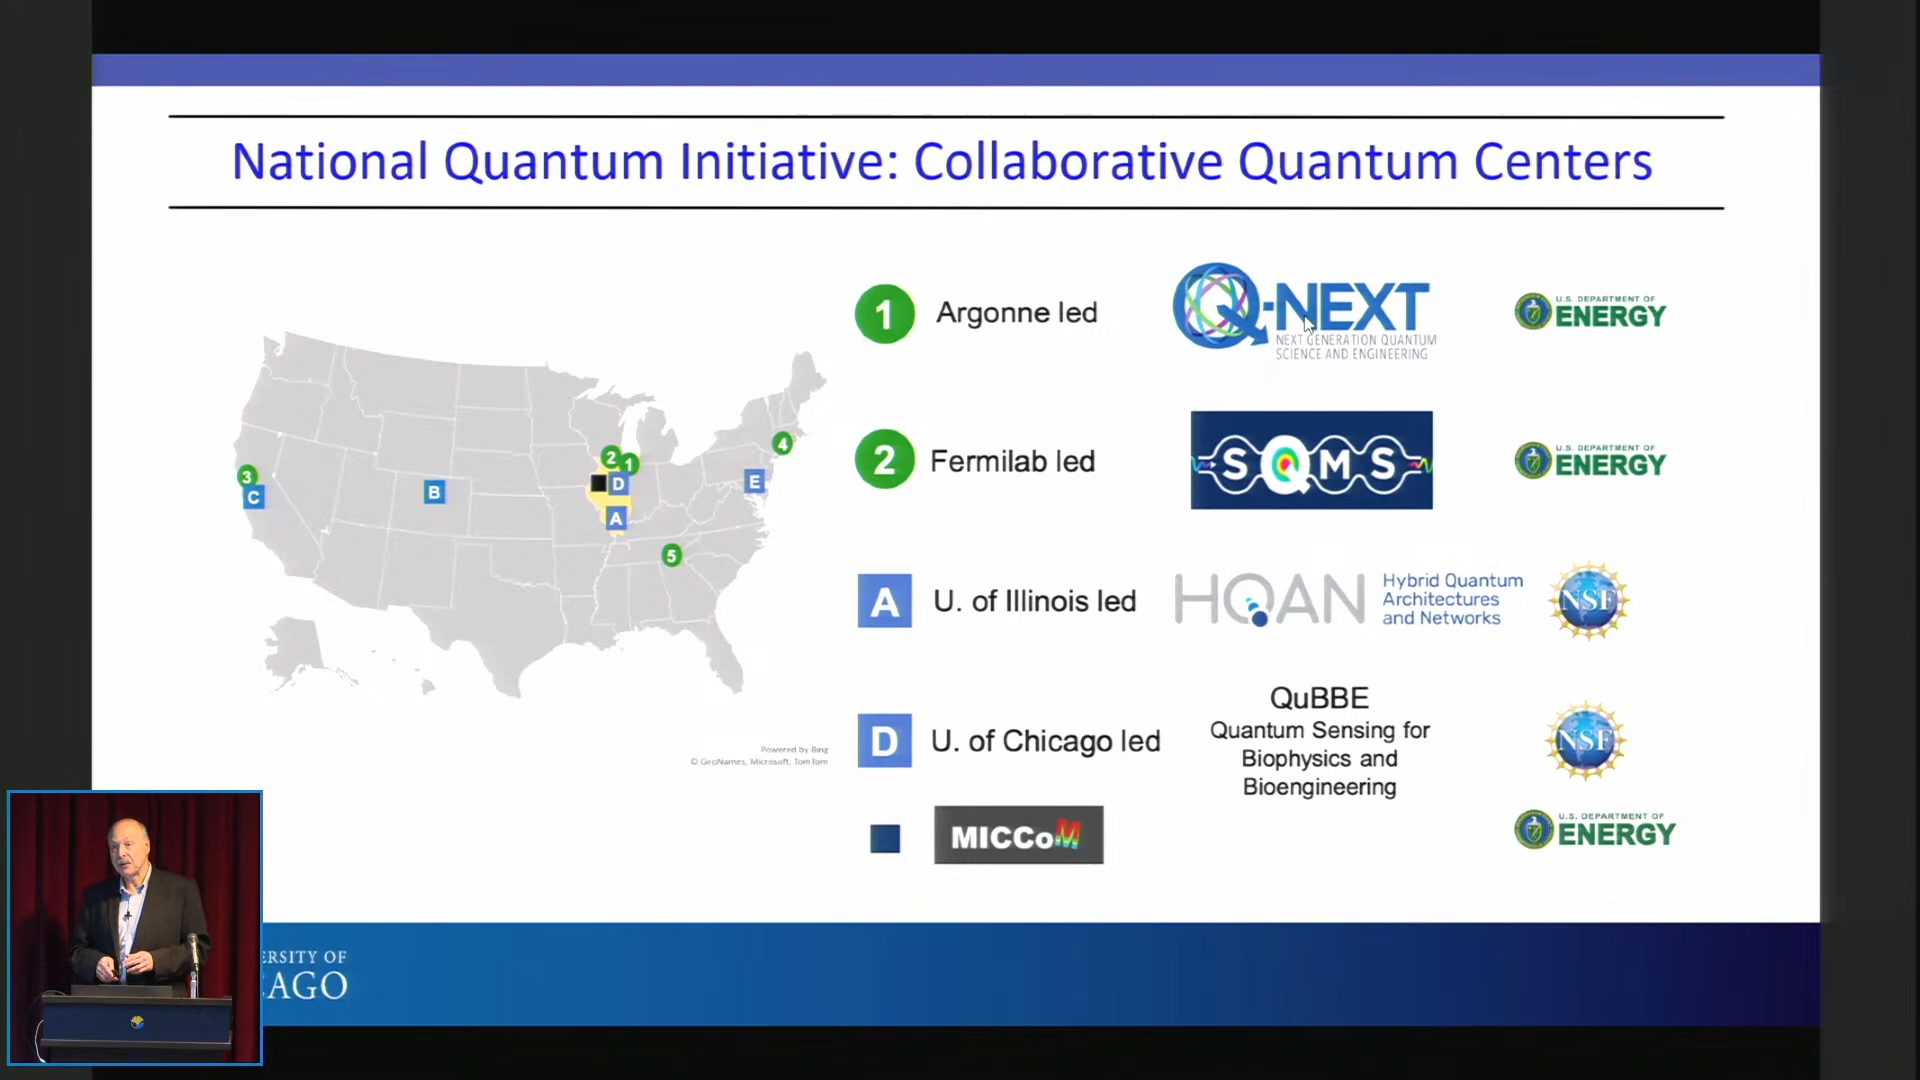 National Quantum Initiative: Collaborative Quantum Centers
1 Argonne led
Q-NEXT
NEXT GENERATION QUANTUM
SCIENCE AND ENGINEERING
U.S. DEPARTMENT OF
ENERGY
2 Fermilab led
SQMS
U.S. DEPARTMENT OF
ENERGY
A U. of Illinois led
HQAN
Hybrid Quantum
Architectures
and Networks
NSF
D U. of Chicago led
QuBBE
Quantum Sensing for
Biophysics and
Bioengineering
NSF
MICCoM
U.S. DEPARTMENT OF
ENERGY
3
C
B
2
1
D
A
4
E
5
Powered by Bing
© GeoNames, Microsoft, TomTom
ERSITY OF
AGO